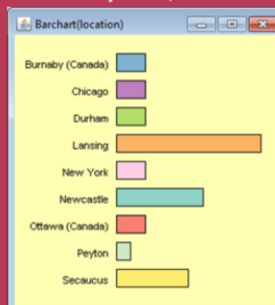 Barchart(location)
Burnaby (Canada)
Chicago
Durham
Lansing
New York
Newcastle
Ottawa (Canada)
Peyton
Secaucus